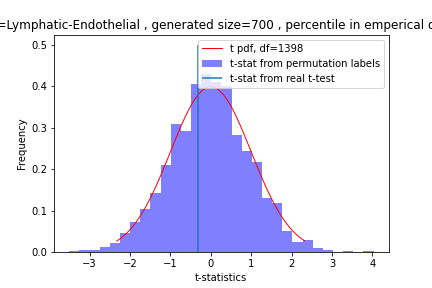 =Lymphatic-Endothelial , generated size=700 , percentile in emperical
t pdf, df=1398
t-stat from permutation labels
t-stat from real t-test
Frequency
0.5
0.4
0.3
0.2
0.1
0.0
−3 −2 −1 0 1 2 3 4
t-statistics